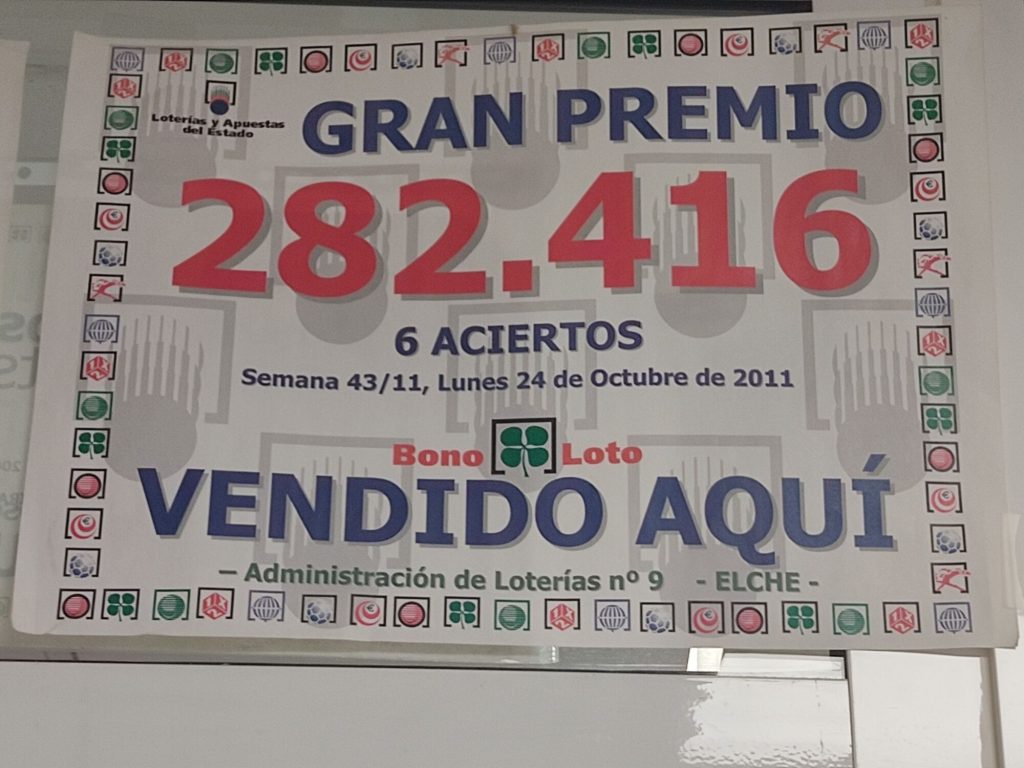 Loterías y Apuestas
del Estado
GRAN PREMIO
282.416
6 ACIERTOS
Semana 43/11, Lunes 24 de Octubre de 2011
Bono Loto
VENDIDO AQUÍ
– Administración de Loterías nº 9 - ELCHE -